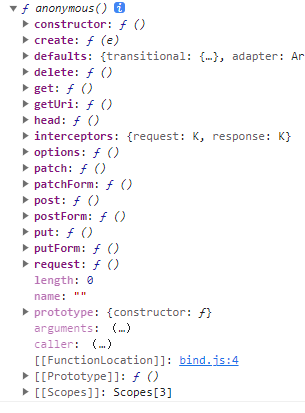 ▼ ƒ anonymous() i
▶ constructor: ƒ ()
▶ create: ƒ (e)
▶ defaults: {transitional: {…}, adapter: Ar
▶ delete: ƒ ()
▶ get: ƒ ()
▶ getUri: ƒ ()
▶ head: ƒ ()
▶ interceptors: {request: K, response: K}
▶ options: ƒ ()
▶ patch: ƒ ()
▶ patchForm: ƒ ()
▶ post: ƒ ()
▶ postForm: ƒ ()
▶ put: ƒ ()
▶ putForm: ƒ ()
▶ request: ƒ ()
length: 0
name: ""
▶ prototype: {constructor: ƒ}
arguments: (…)
caller: (…)
[[FunctionLocation]]: bind.js:4
▶ [[Prototype]]: ƒ ()
▶ [[Scopes]]: Scopes[3]